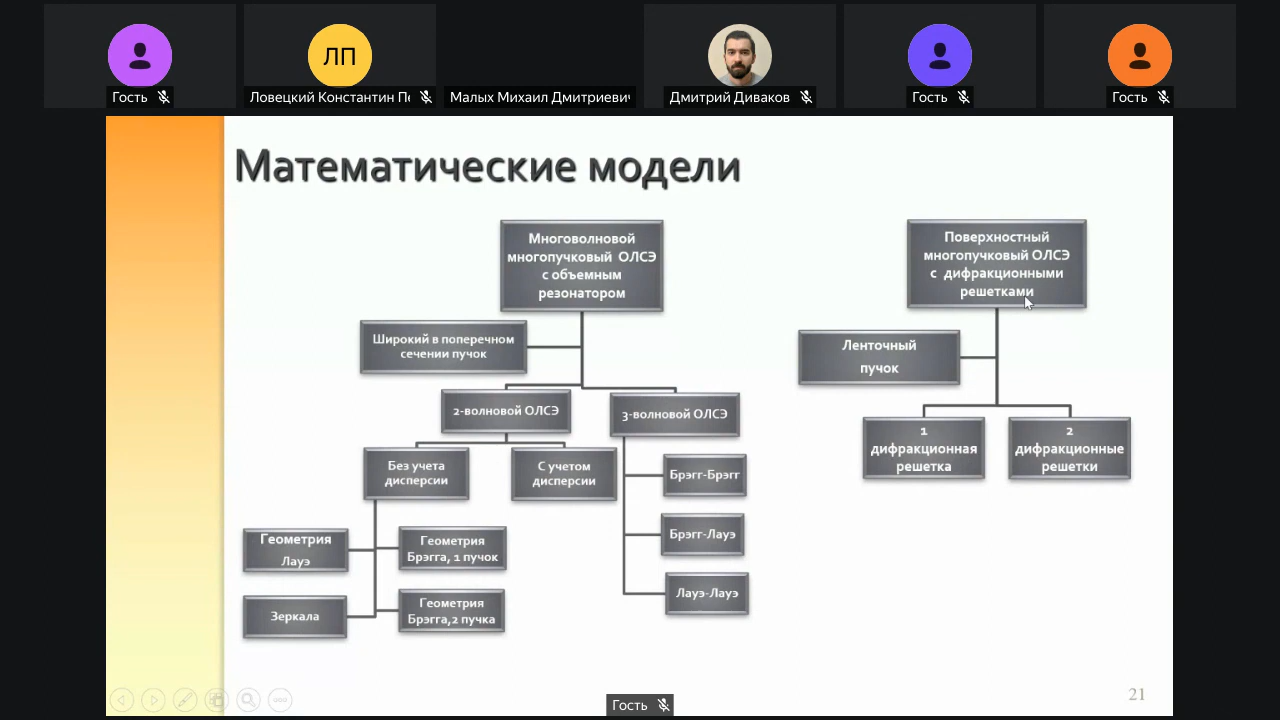 Гость
ЛП
Ловецкий Константин Пе
Малых Михаил Дмитриевич
Дмитрий Диваков
Гость
Гость
Математические модели
Многоволновой
многопучковый ОЛСЭ
с объемным
резонатором
Широкий в поперечном
сечении пучок
2-волновой ОЛСЭ
3-волновой ОЛСЭ
Без учета
дисперсии
С учетом
дисперсии
Брэгг-Брэгг
Брэгг-Лауэ
Лауэ-Лауэ
Геометрия
Лауэ
Геометрия
Брэгга, 1 пучок
Зеркала
Геометрия
Брэгга,2 пучка
Поверхностный
многопучковый ОЛСЭ
с дифракционными
решетками
Ленточный
пучок
1
дифракционная
решетка
2
дифракционные
решетки
21
Гость